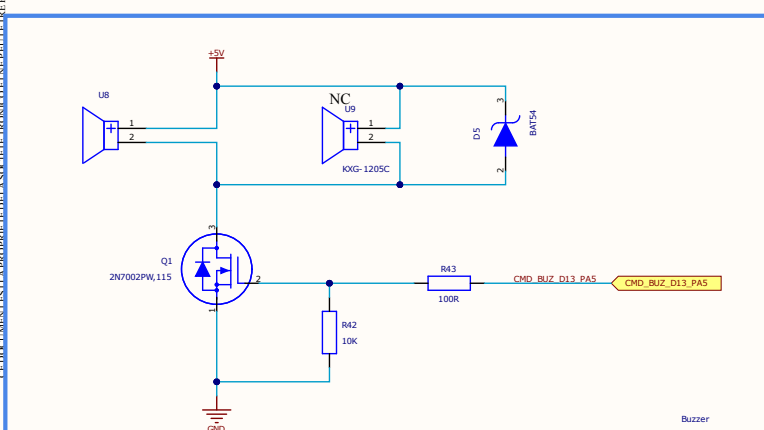 +5V
U8
1
2
NC
U9
1
2
KXG-1205C
3
D5
BAT54
2
3
Q1
2N7002PW,115
2
1
R43
100R
CMD_BUZ_D13_PA5
CMD_BUZ_D13_PA5
R42
10K
GND
Buzzer